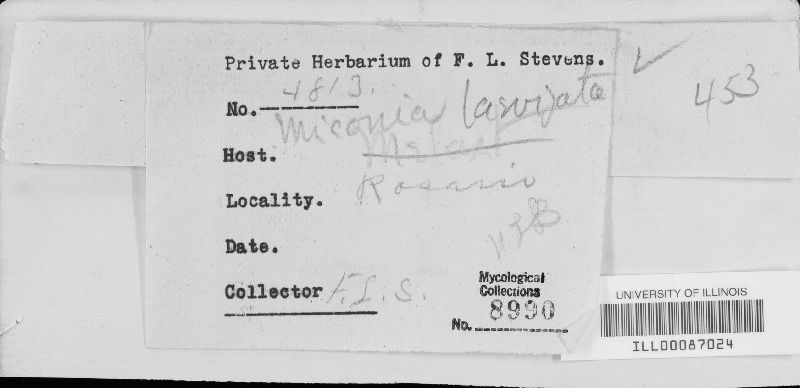 Private Herbarium of F. L. Stevens. ✓
453
No. 4813.
Miconia laevigata
Host.
Rosario
Locality.
Date.
Collector F.L.S.
Mycological
Collections
No. 8990
UNIVERSITY OF ILLINOIS
ILL00087024